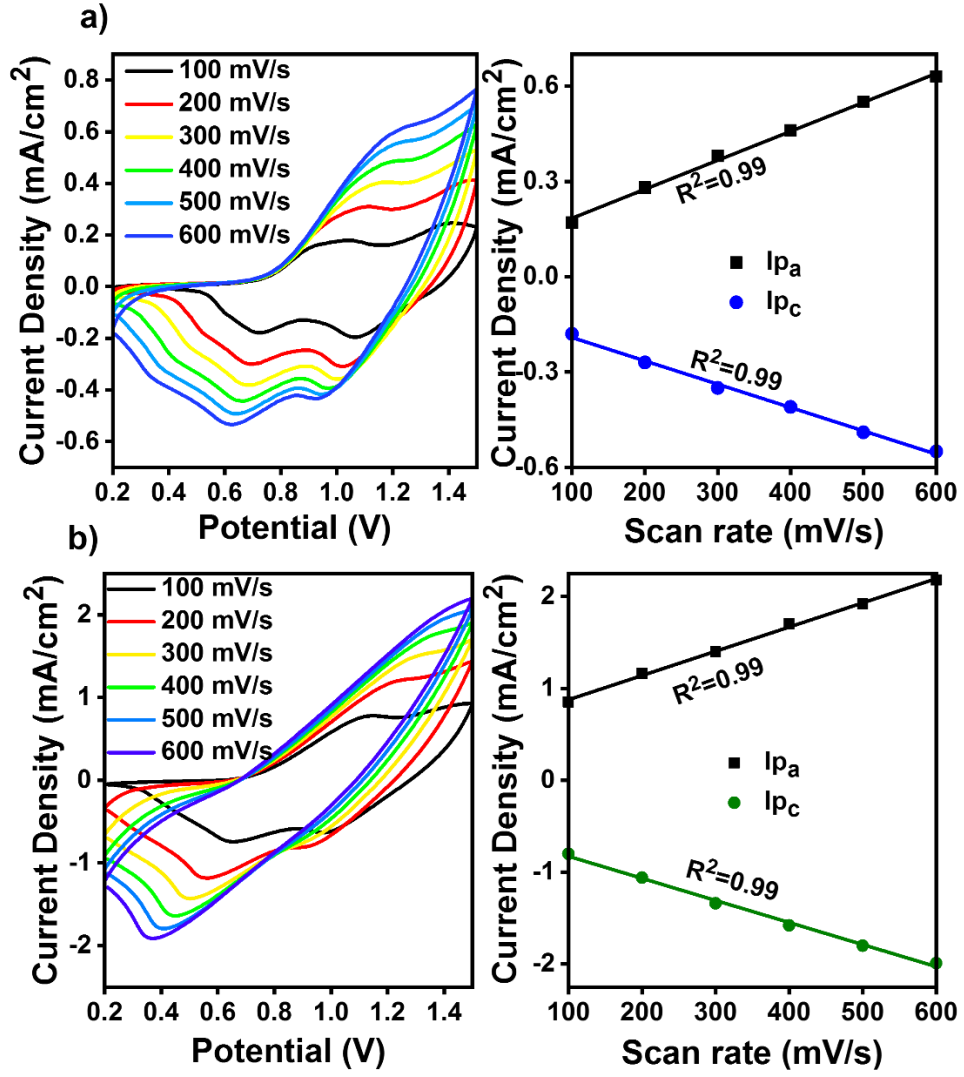 a)
Current Density (mA/cm²)
0.8
0.6
0.4
0.2
0.0
-0.2
-0.4
-0.6
100 mV/s
200 mV/s
300 mV/s
400 mV/s
500 mV/s
600 mV/s
0.2 0.4 0.6 0.8 1.0 1.2 1.4
Potential (V)
Current Density (mA/cm²)
0.6
0.3
0.0
-0.3
-0.6
R²=0.99
Ipa
Ipc
R²=0.99
100 200 300 400 500 600
Scan rate (mV/s)
b)
Current Density (mA/cm²)
2
1
0
-1
-2
100 mV/s
200 mV/s
300 mV/s
400 mV/s
500 mV/s
600 mV/s
0.2 0.4 0.6 0.8 1.0 1.2 1.4
Potential (V)
Current Density (mA/cm²)
2
1
0
-1
-2
R²=0.99
Ipa
Ipc
R²=0.99
100 200 300 400 500 600
Scan rate (mV/s)